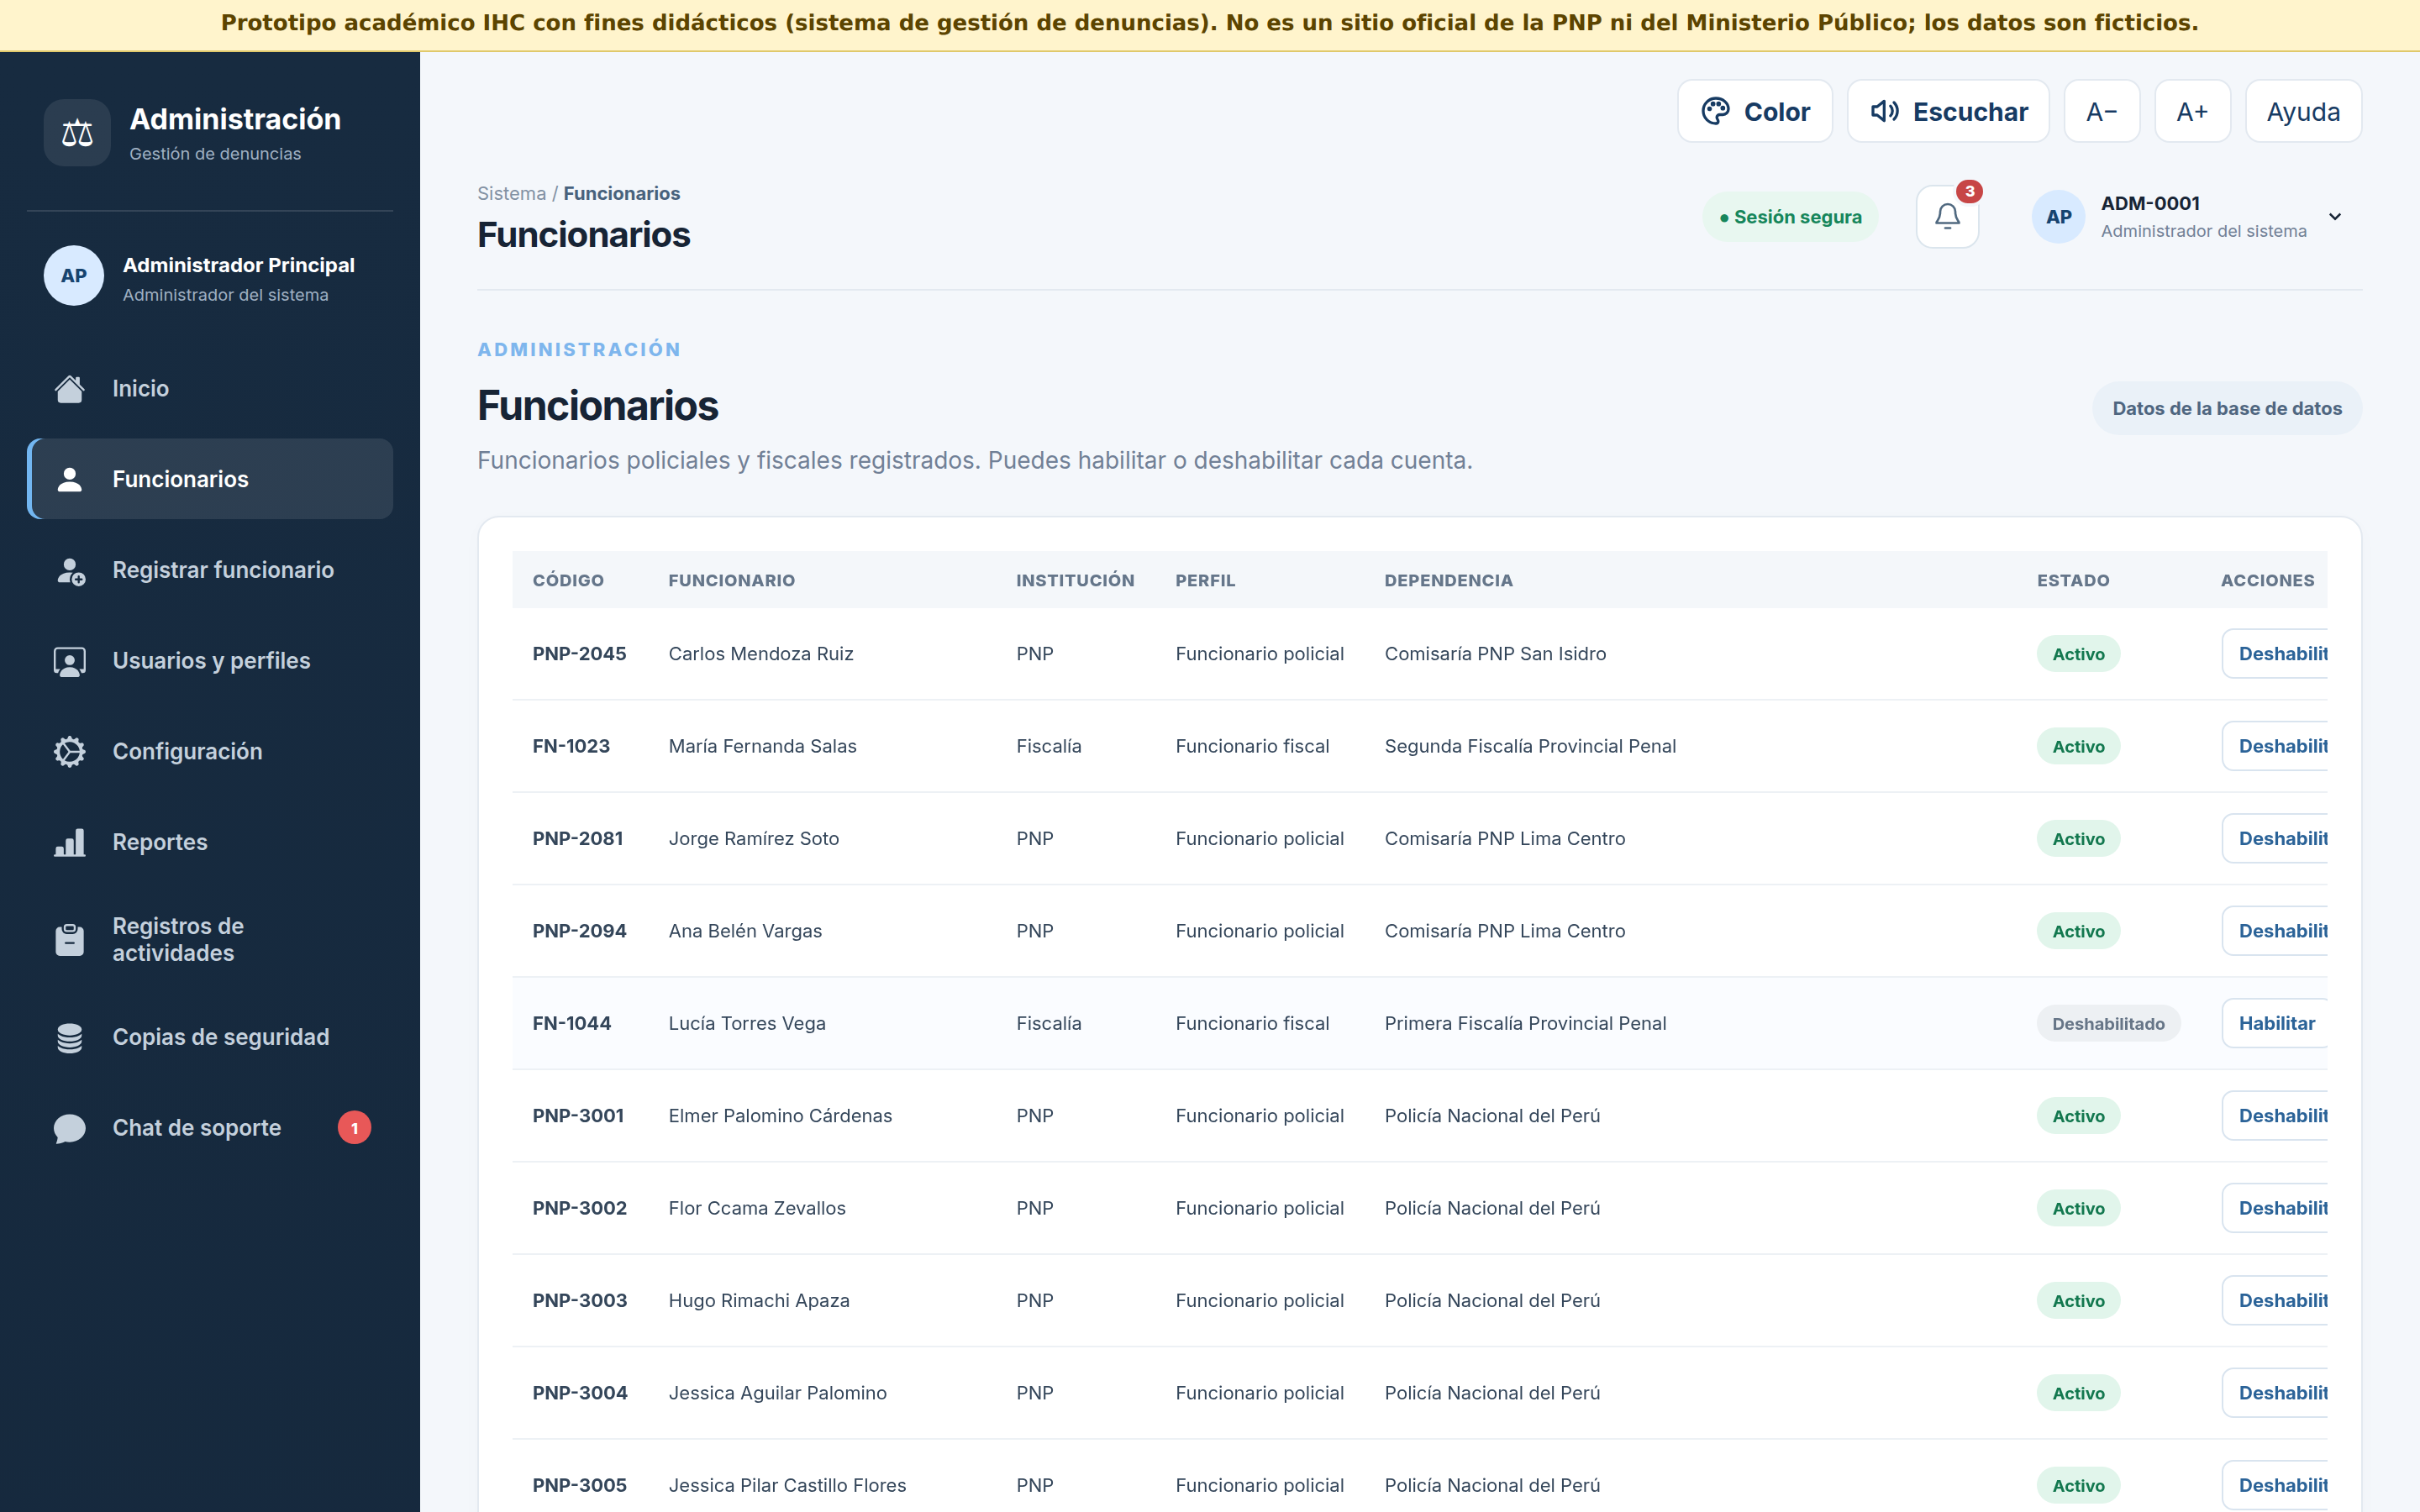 Prototipo académico IHC con fines didácticos (sistema de gestión de denuncias). No es un sitio oficial de la PNP ni del Ministerio Público; los datos son ficticios.
Administración
Gestión de denuncias
AP
Administrador Principal
Administrador del sistema
Inicio
Funcionarios
Registrar funcionario
Usuarios y perfiles
Configuración
Reportes
Registros de
actividades
Copias de seguridad
Chat de soporte 1
Color Escuchar A− A+ Ayuda
Sistema / Funcionarios
Funcionarios
• Sesión segura
3
AP
ADM-0001
Administrador del sistema
ADMINISTRACIÓN
Funcionarios
Datos de la base de datos
Funcionarios policiales y fiscales registrados. Puedes habilitar o deshabilitar cada cuenta.
CÓDIGO FUNCIONARIO INSTITUCIÓN PERFIL DEPENDENCIA ESTADO ACCIONES
PNP-2045 Carlos Mendoza Ruiz PNP Funcionario policial Comisaría PNP San Isidro Activo Deshabilit
FN-1023 María Fernanda Salas Fiscalía Funcionario fiscal Segunda Fiscalía Provincial Penal Activo Deshabilit
PNP-2081 Jorge Ramírez Soto PNP Funcionario policial Comisaría PNP Lima Centro Activo Deshabilit
PNP-2094 Ana Belén Vargas PNP Funcionario policial Comisaría PNP Lima Centro Activo Deshabilit
FN-1044 Lucía Torres Vega Fiscalía Funcionario fiscal Primera Fiscalía Provincial Penal Deshabilitado Habilitar
PNP-3001 Elmer Palomino Cárdenas PNP Funcionario policial Policía Nacional del Perú Activo Deshabilit
PNP-3002 Flor Ccama Zevallos PNP Funcionario policial Policía Nacional del Perú Activo Deshabilit
PNP-3003 Hugo Rimachi Apaza PNP Funcionario policial Policía Nacional del Perú Activo Deshabilit
PNP-3004 Jessica Aguilar Palomino PNP Funcionario policial Policía Nacional del Perú Activo Deshabilit
PNP-3005 Jessica Pilar Castillo Flores PNP Funcionario policial Policía Nacional del Perú Activo Deshabilit